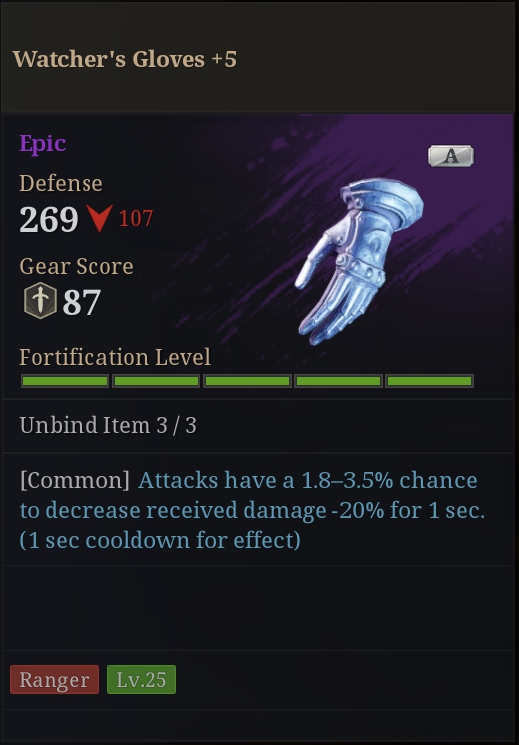 Watcher's Gloves +5
Epic
A
Defense
269 107
Gear Score
87
Fortification Level
Unbind Item 3 / 3
[Common] Attacks have a 1.8–3.5% chance
to decrease received damage -20% for 1 sec.
(1 sec cooldown for effect)
Ranger Lv.25